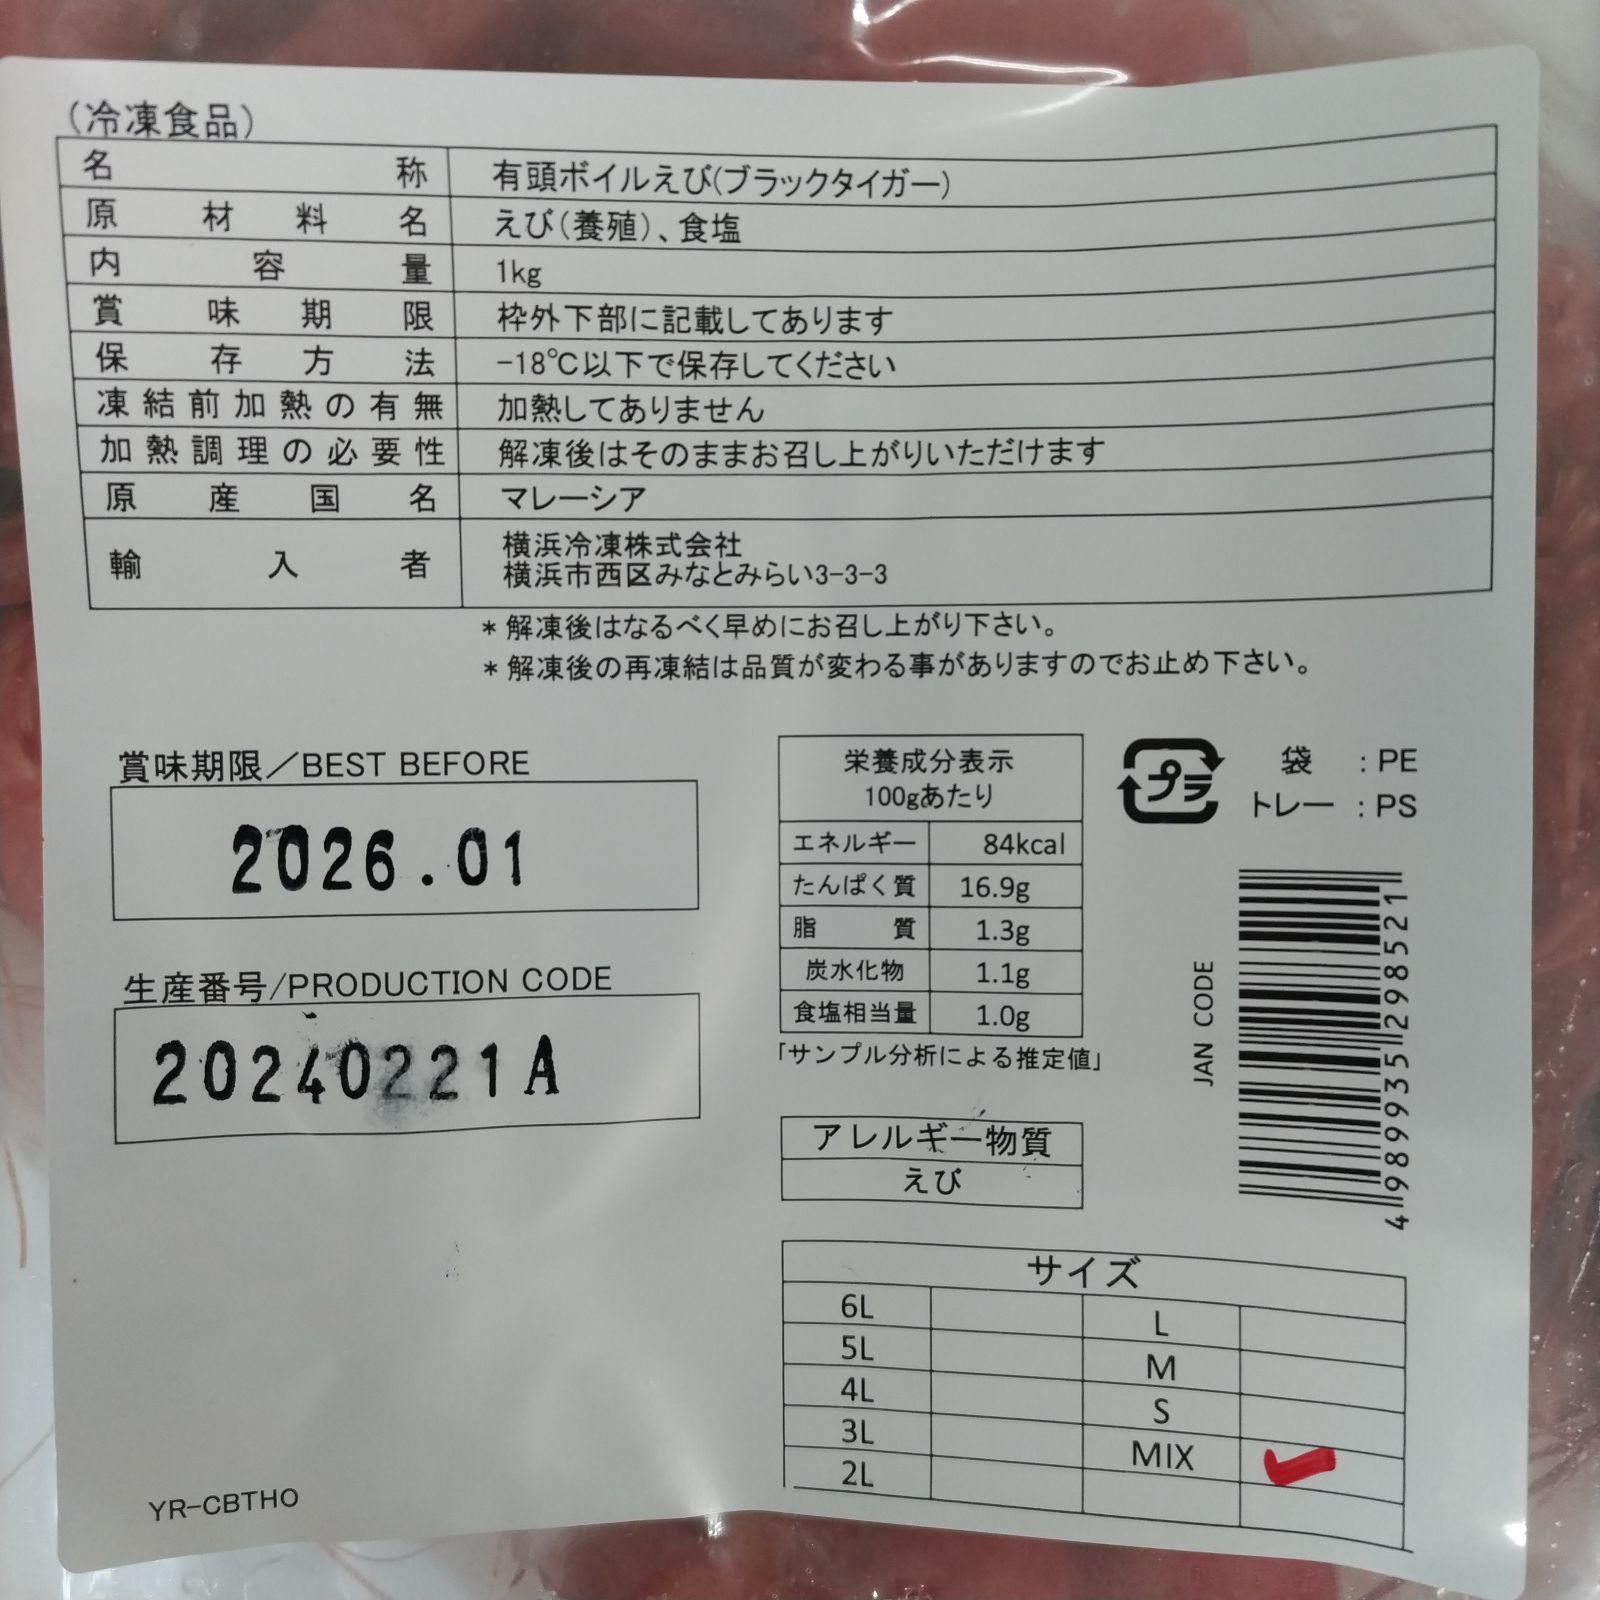 (冷凍食品)
名称 有頭ボイルえび(ブラックタイガー)
原材料名 えび(養殖)、食塩
内容量 1kg
賞味期限 枠外下部に記載してあります
保存方法 -18℃以下で保存してください
凍結前加熱の有無 加熱してありません
加熱調理の必要性 解凍後はそのままお召し上がりいただけます
原産国名 マレーシア
輸入者 横浜冷凍株式会社
横浜市西区みなとみらい3-3-3
*解凍後はなるべく早めにお召し上がり下さい。
*解凍後の再凍結は品質が変わる事がありますのでお止め下さい。
賞味期限/BEST BEFORE
2026.01
生産番号/PRODUCTION CODE
20240221A
栄養成分表示
100gあたり
エネルギー 84kcal
たんぱく質 16.9g
脂質 1.3g
炭水化物 1.1g
食塩相当量 1.0g
「サンプル分析による推定値」
アレルギー物質
えび
プラ
袋 : PE
トレー : PS
JAN CODE
4989935298521
サイズ
6L L
5L M
4L S
3L MIX
2L
YR-CBTHO